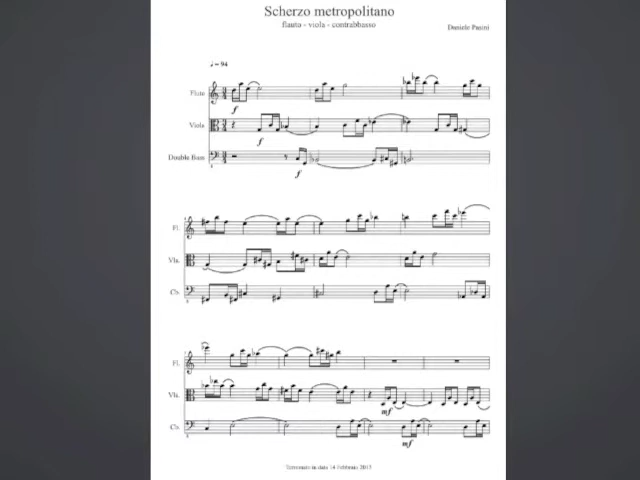 Scherzo metropolitano
flauto - viola - contrabbasso
Daniele Pasini
♩ = 94
Flute
f
Viola
f
Double Bass
f
Fl.
Vla.
Cb.
Fl.
Vla.
mf
Cb.
mf